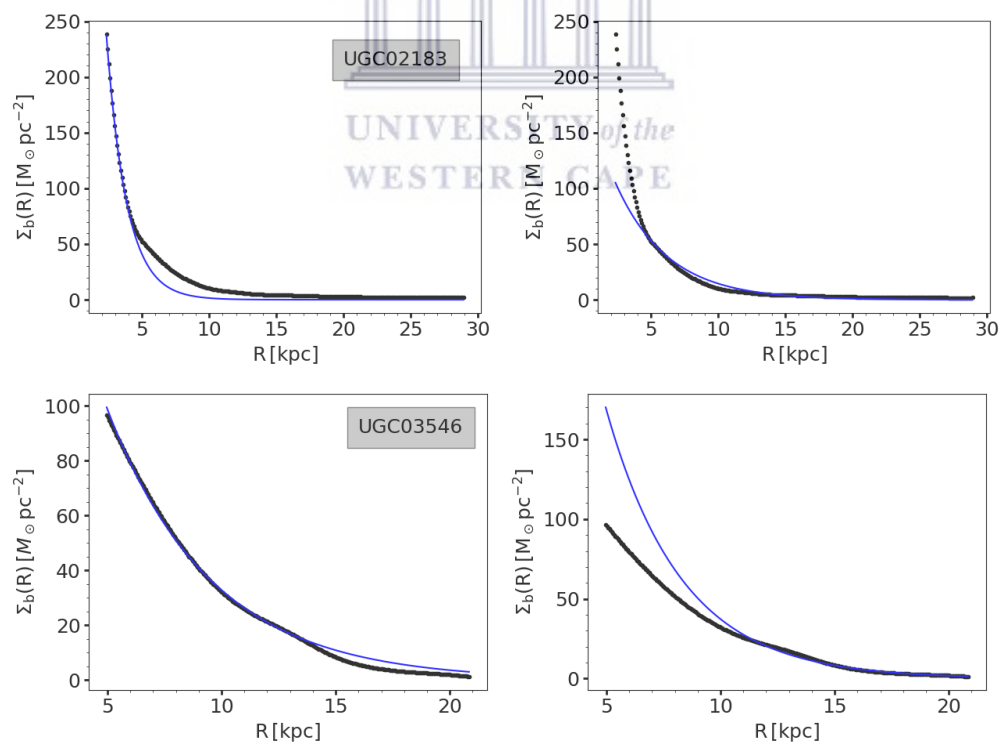 250
200
150
100
50
0
5 10 15 20 25 30
R [kpc]
Σb(R) [M⊙ pc−2]
UGC02183
250
200
150
100
50
0
5 10 15 20 25 30
R [kpc]
Σb(R) [M⊙ pc−2]
UNIVERSITY of the
WESTERN CAPE
100
80
60
40
20
0
5 10 15 20
R [kpc]
Σb(R) [M⊙ pc−2]
UGC03546
150
100
50
0
5 10 15 20
R [kpc]
Σb(R) [M⊙ pc−2]